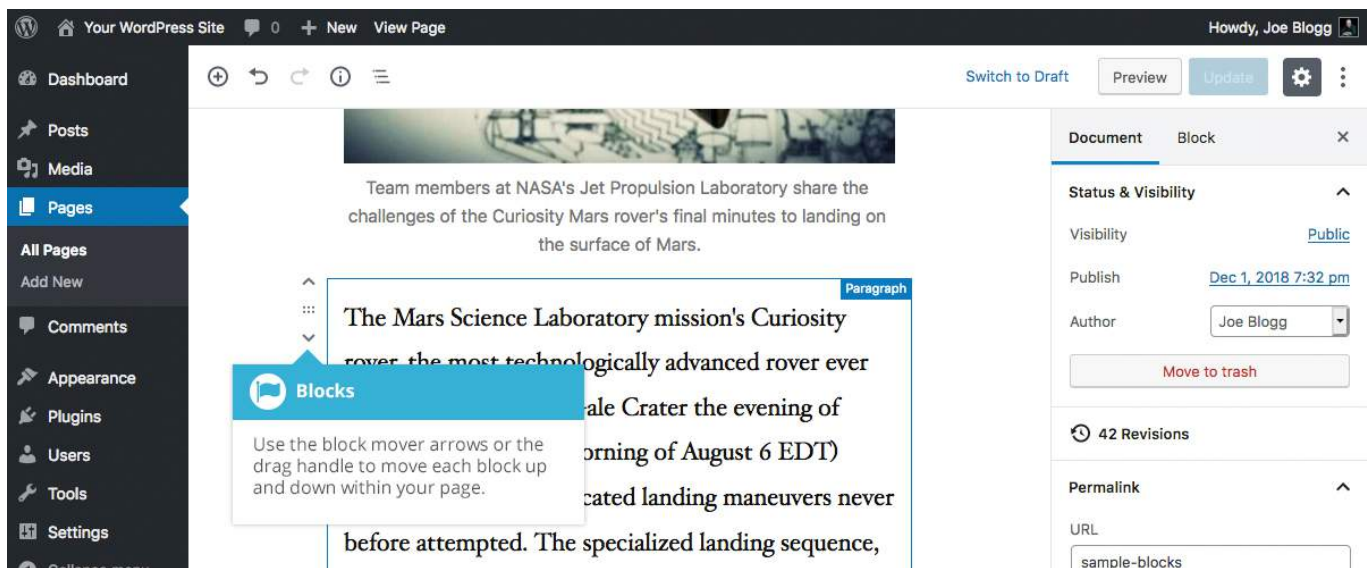 Your WordPress Site 0 New View Page Howdy, Joe Blogg
Dashboard
Posts
Media
Pages
All Pages
Add New
Comments
Appearance
Plugins
Users
Tools
Settings
Collapse menu
Switch to Draft Preview Update
Team members at NASA's Jet Propulsion Laboratory share the
challenges of the Curiosity Mars rover's final minutes to landing on
the surface of Mars.
Paragraph
The Mars Science Laboratory mission's Curiosity
rover, the most technologically advanced rover ever
ale Crater the evening of
orning of August 6 EDT)
cated landing maneuvers never
before attempted. The specialized landing sequence,
Blocks
Use the block mover arrows or the
drag handle to move each block up
and down within your page.
Document Block
Status & Visibility
Visibility Public
Publish Dec 1, 2018 7:32 pm
Author Joe Blogg
Move to trash
42 Revisions
Permalink
URL
sample-blocks